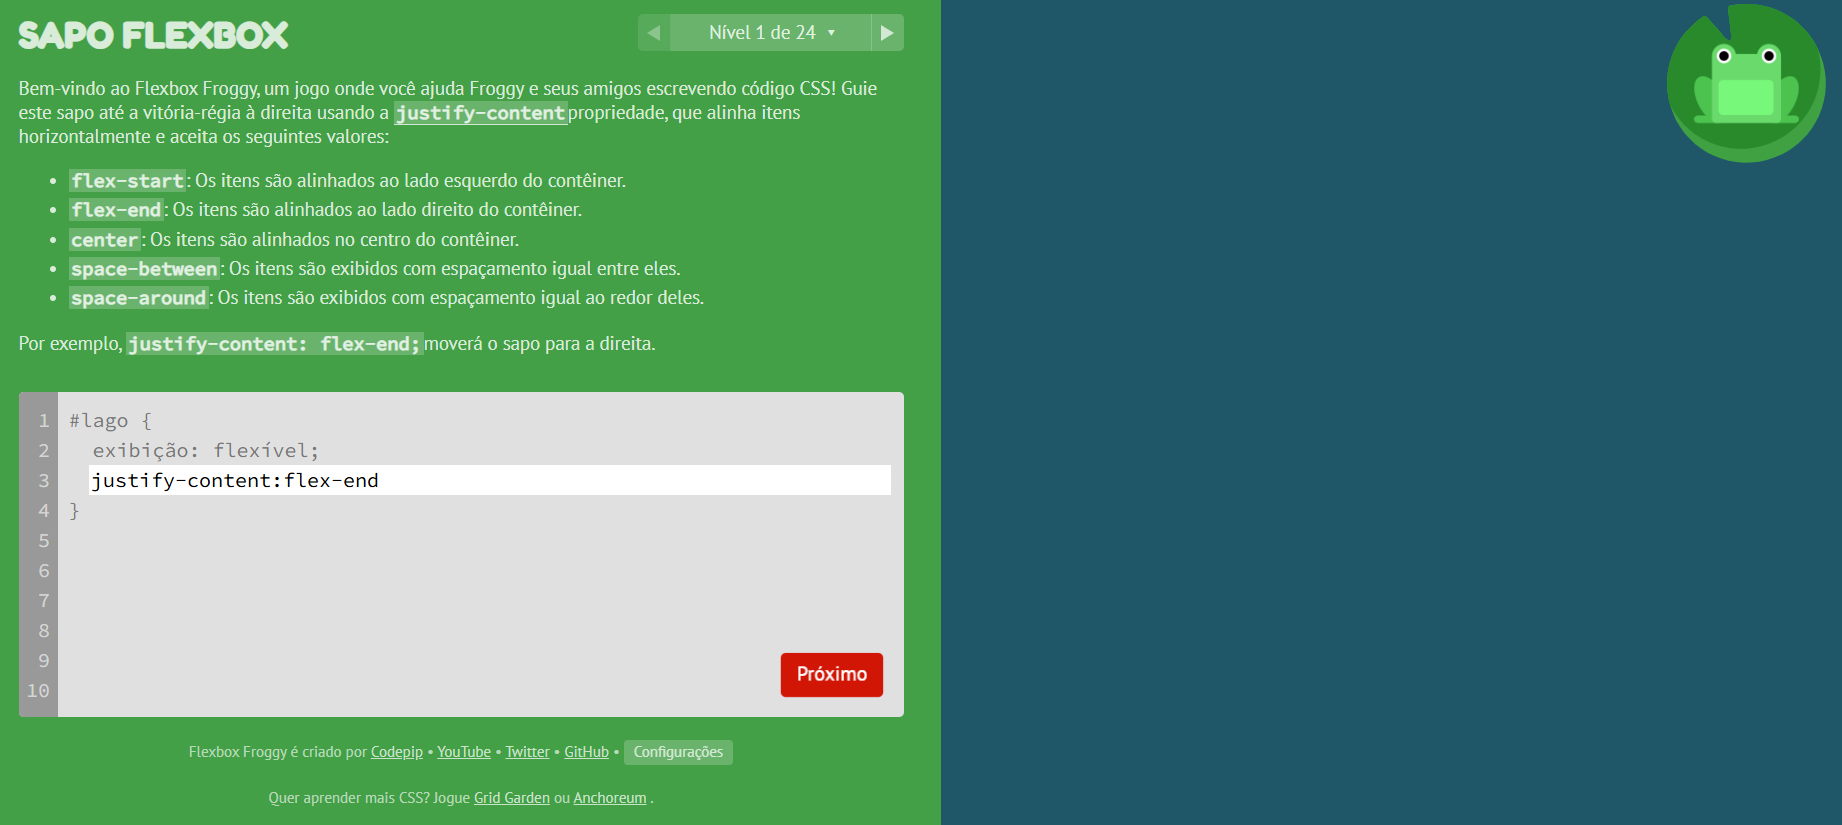 SAPO FLEXBOX
Nível 1 de 24 ▾
Bem-vindo ao Flexbox Froggy, um jogo onde você ajuda Froggy e seus amigos escrevendo código CSS! Guie
este sapo até a vitória-régia à direita usando a justify-content propriedade, que alinha itens
horizontalmente e aceita os seguintes valores:
• flex-start: Os itens são alinhados ao lado esquerdo do contêiner.
• flex-end: Os itens são alinhados ao lado direito do contêiner.
• center: Os itens são alinhados no centro do contêiner.
• space-between: Os itens são exibidos com espaçamento igual entre eles.
• space-around: Os itens são exibidos com espaçamento igual ao redor deles.
Por exemplo, justify-content: flex-end; moverá o sapo para a direita.
1 #lago {
2 exibição: flexível;
3 justify-content:flex-end
4 }
5
6
7
8
9
10
Próximo
Flexbox Froggy é criado por Codepip • YouTube • Twitter • GitHub • Configurações
Quer aprender mais CSS? Jogue Grid Garden ou Anchoreum .